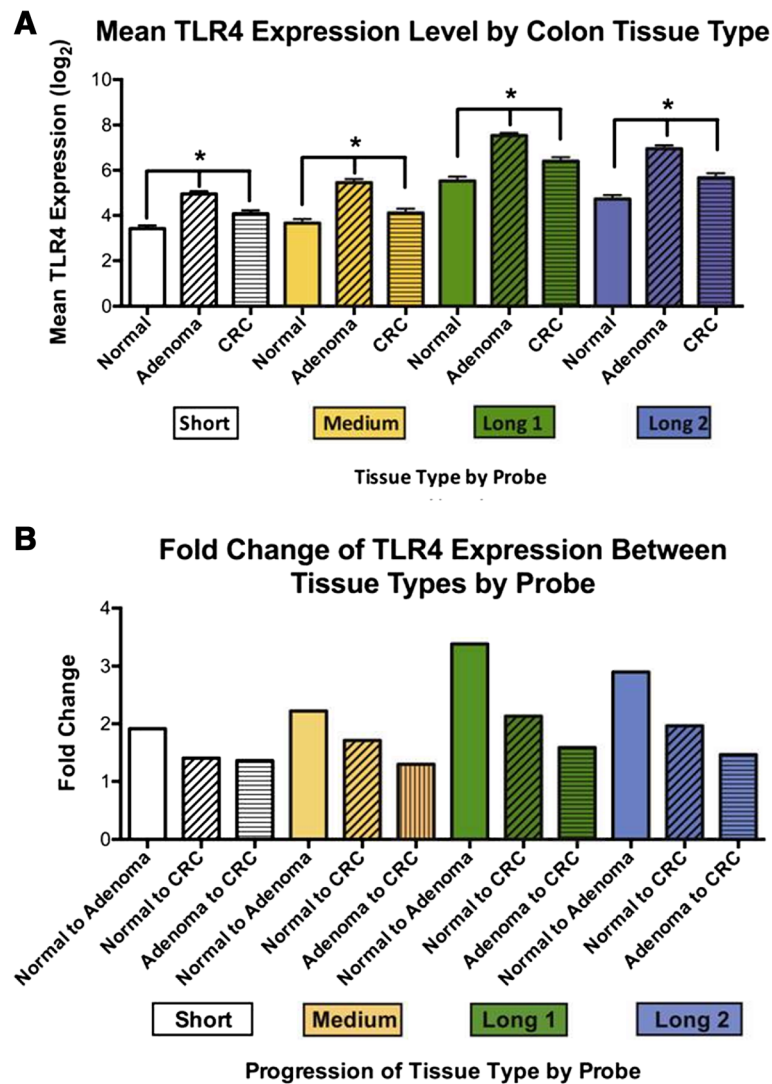 A
Mean TLR4 Expression Level by Colon Tissue Type
Mean TLR4 Expression (log2)
10
8
6
4
2
0
*
*
*
*
Normal
Adenoma
CRC
Normal
Adenoma
CRC
Normal
Adenoma
CRC
Normal
Adenoma
CRC
Short
Medium
Long 1
Long 2
Tissue Type by Probe
B
Fold Change of TLR4 Expression Between
Tissue Types by Probe
Fold Change
4
3
2
1
0
Normal to Adenoma
Normal to CRC
Adenoma to CRC
Normal to Adenoma
Normal to CRC
Adenoma to CRC
Normal to Adenoma
Normal to CRC
Adenoma to CRC
Normal to Adenoma
Normal to CRC
Adenoma to CRC
Short
Medium
Long 1
Long 2
Progression of Tissue Type by Probe